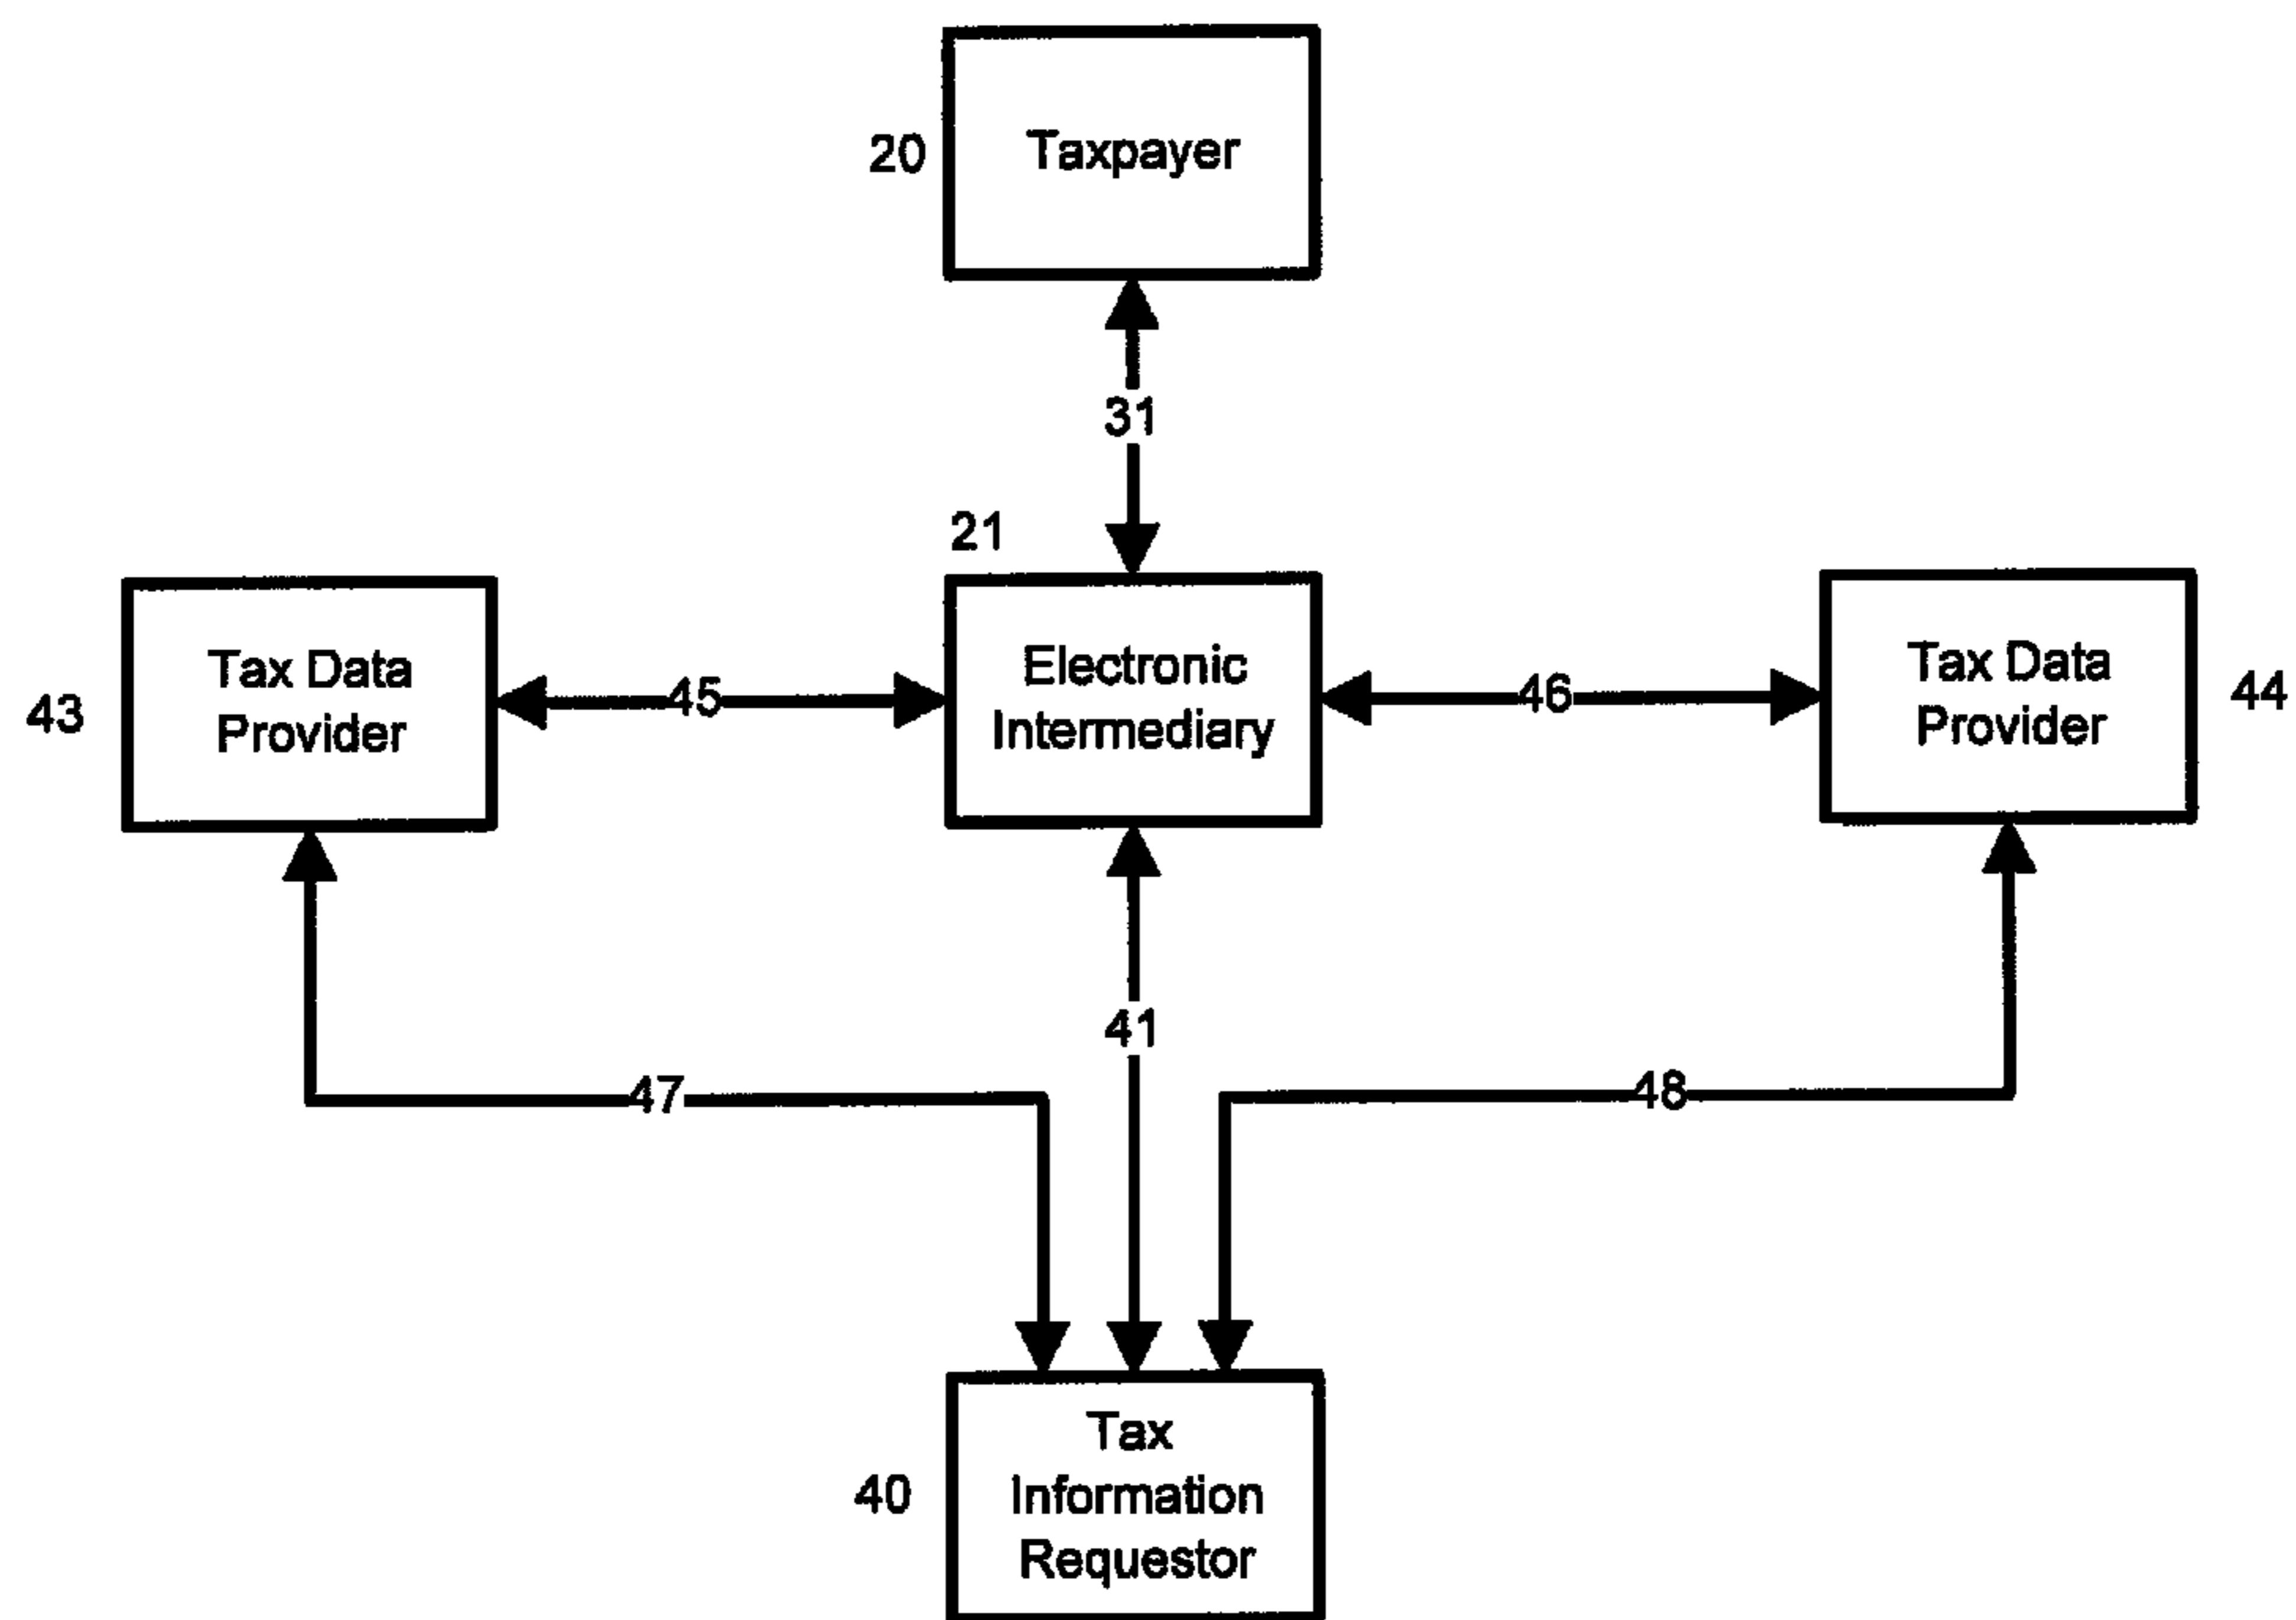 20
Taxpayer
31
21
43
Tax Data
Provider
45
Electronic
Intermediary
46
Tax Data
Provider
44
41
47
48
40
Tax
Information
Requestor